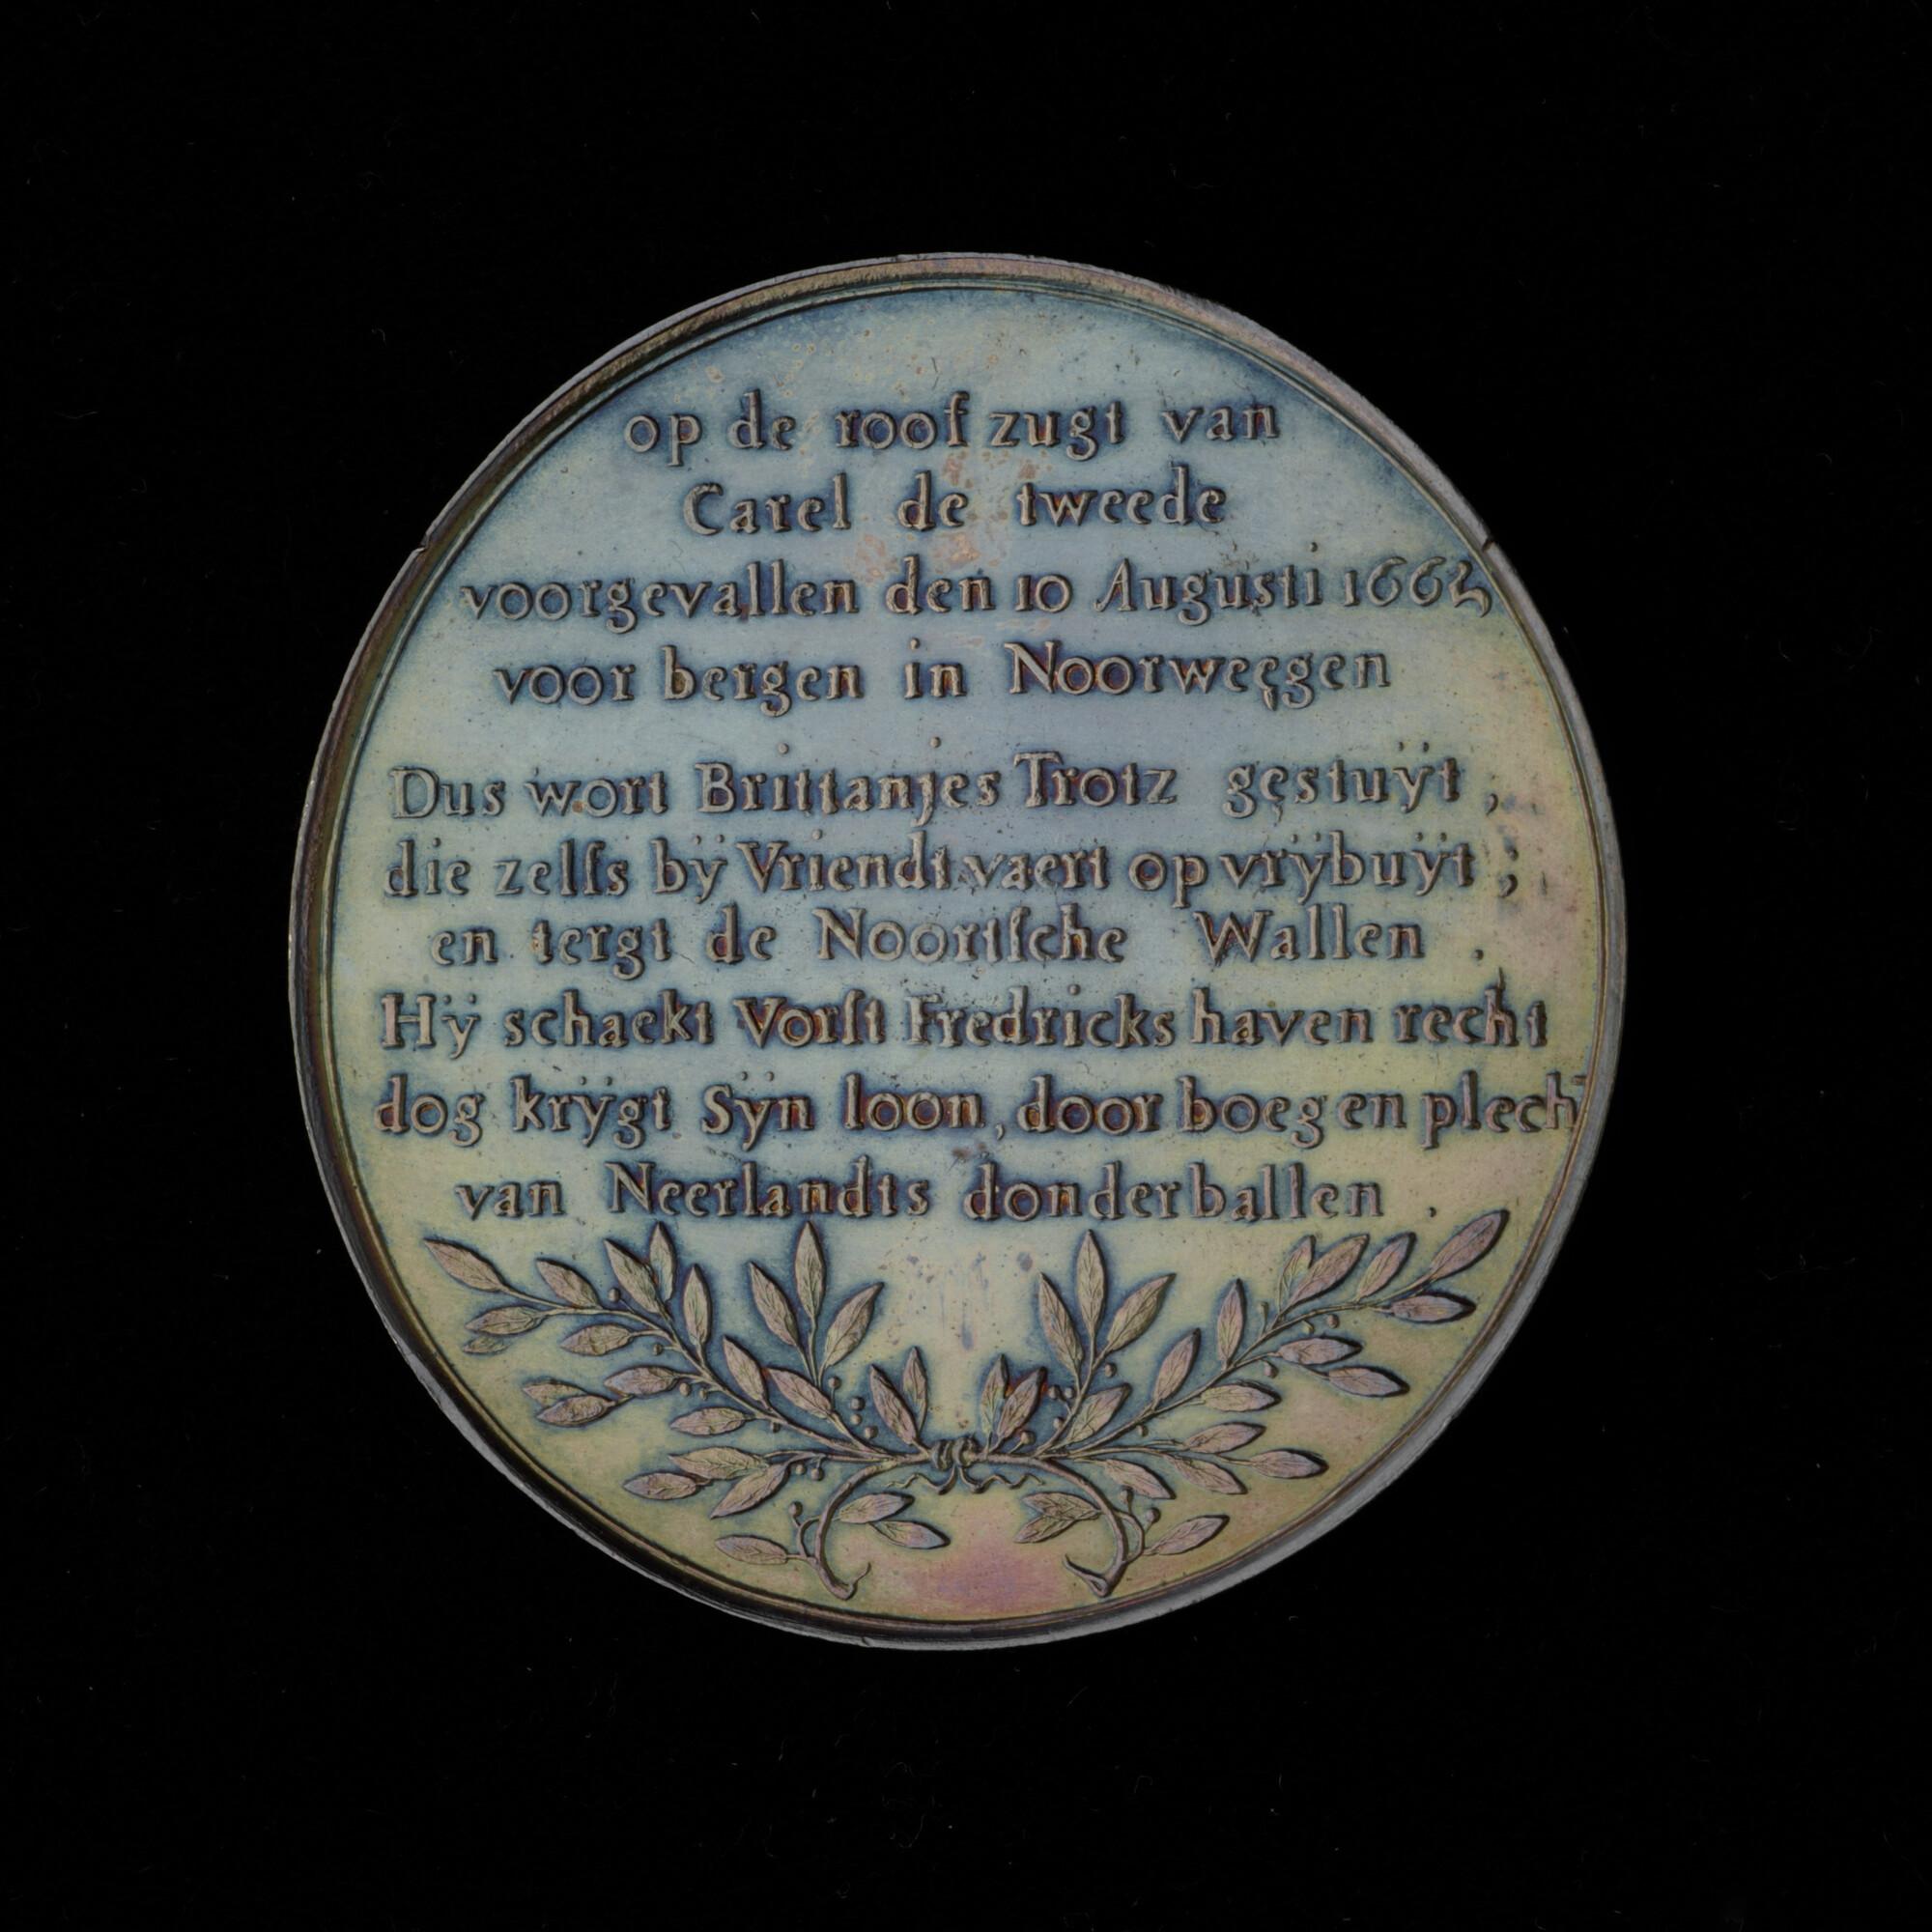 op de roof zugt van
Carel de tweede
voorgevallen den 10 Augusti 1665
voor bergen in Noorweegen
Dus wort Brittanjes Trotz gestuÿt,
die zelfs bÿ Vriendt vaert op vrÿbuÿt;
en tergt de Noortſche Wallen.
Hÿ schaekt Vorſt Fredricks haven recht
dog krÿgt Sÿn loon, door boeg en plecht
van Neerlandts donderballen.